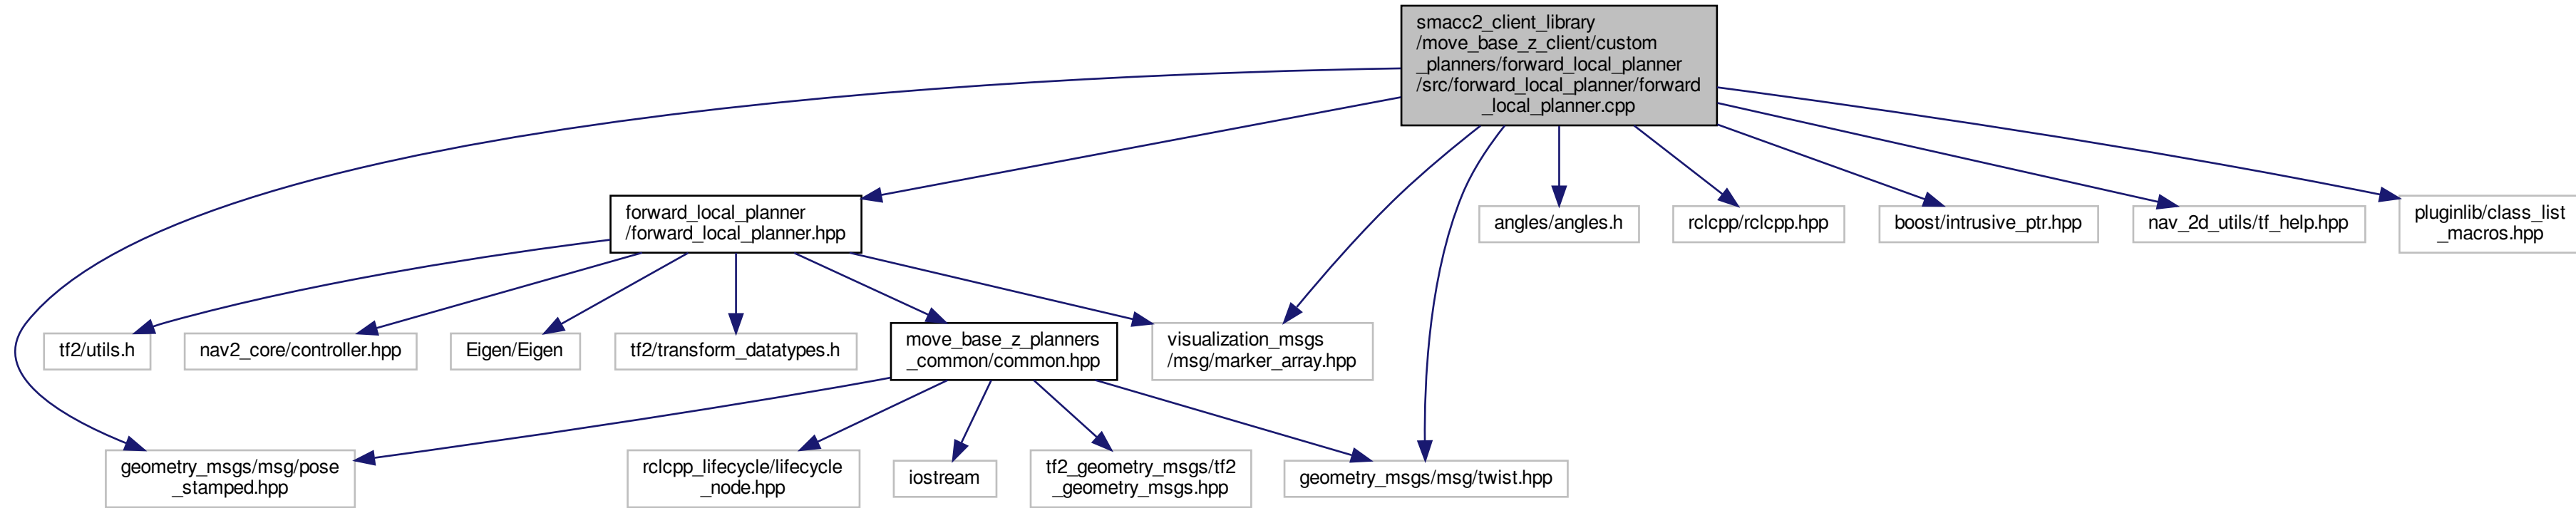 smacc2_client_library
/move_base_z_client/custom
_planners/forward_local_planner
/src/forward_local_planner/forward
_local_planner.cpp
forward_local_planner
/forward_local_planner.hpp
angles/angles.h
rclcpp/rclcpp.hpp
boost/intrusive_ptr.hpp
nav_2d_utils/tf_help.hpp
pluginlib/class_list
_macros.hpp
tf2/utils.h
nav2_core/controller.hpp
Eigen/Eigen
tf2/transform_datatypes.h
move_base_z_planners
_common/common.hpp
visualization_msgs
/msg/marker_array.hpp
geometry_msgs/msg/pose
_stamped.hpp
rclcpp_lifecycle/lifecycle
_node.hpp
iostream
tf2_geometry_msgs/tf2
_geometry_msgs.hpp
geometry_msgs/msg/twist.hpp